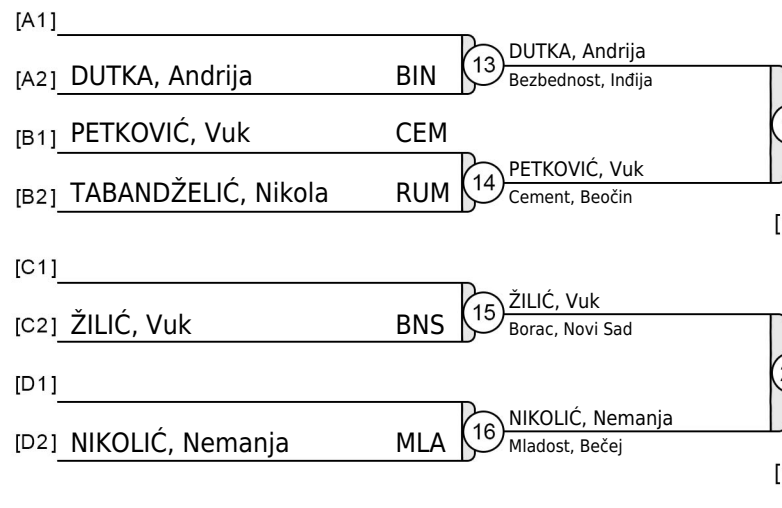 [A1]
[A2] DUTKA, Andrija BIN
13 DUTKA, Andrija
Bezbednost, Inđija
[B1] PETKOVIĆ, Vuk CEM
[B2] TABANDŽELIĆ, Nikola RUM
14 PETKOVIĆ, Vuk
Cement, Beočin
[C1]
[C2] ŽILIĆ, Vuk BNS
15 ŽILIĆ, Vuk
Borac, Novi Sad
[D1]
[D2] NIKOLIĆ, Nemanja MLA
16 NIKOLIĆ, Nemanja
Mladost, Bečej